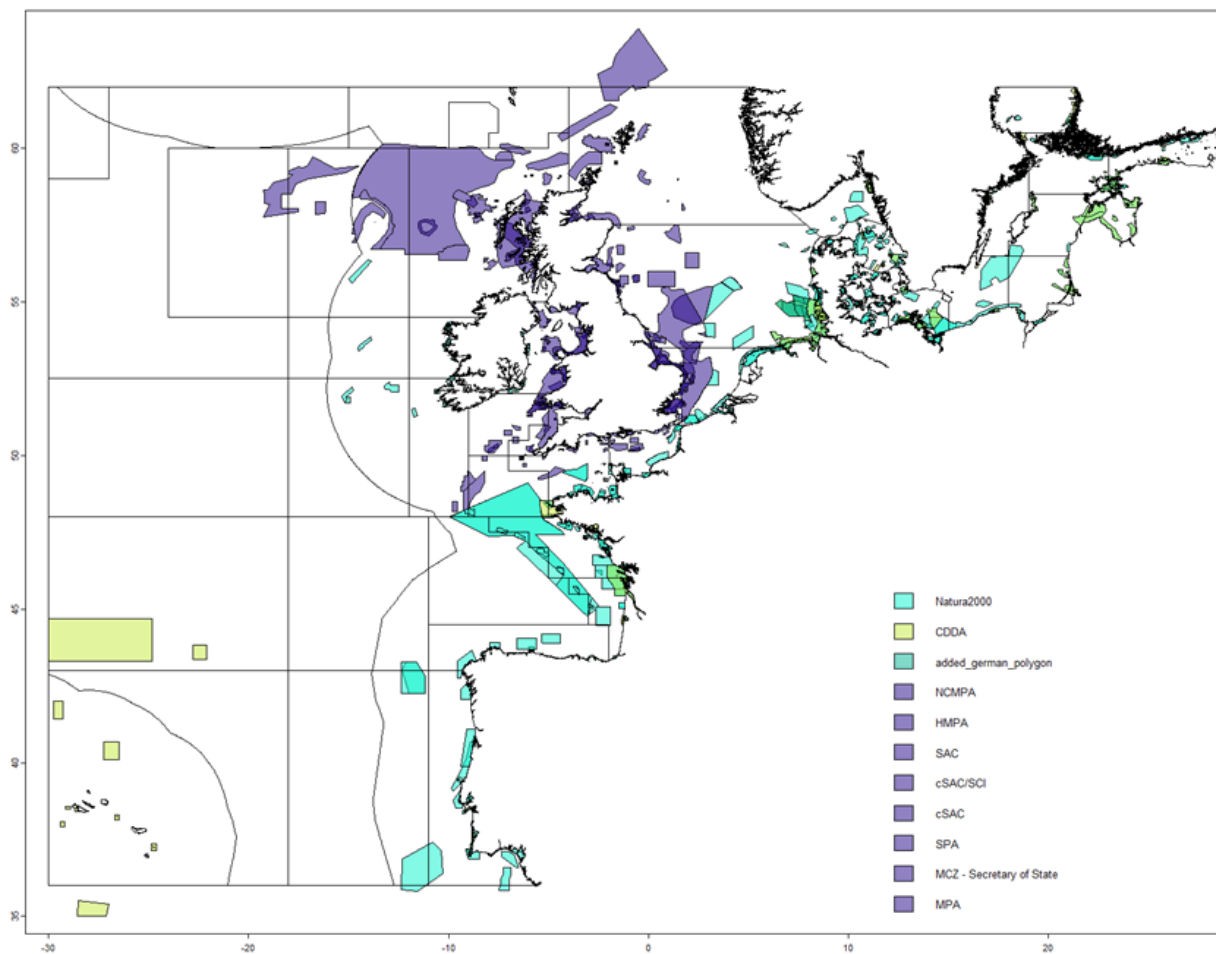 60
55
50
45
40
35
Natura2000
CDDA
added_german_polygon
NCMPA
HMPA
SAC
cSAC/SCI
cSAC
SPA
MCZ - Secretary of State
MPA
-30
-20
-10
0
10
20